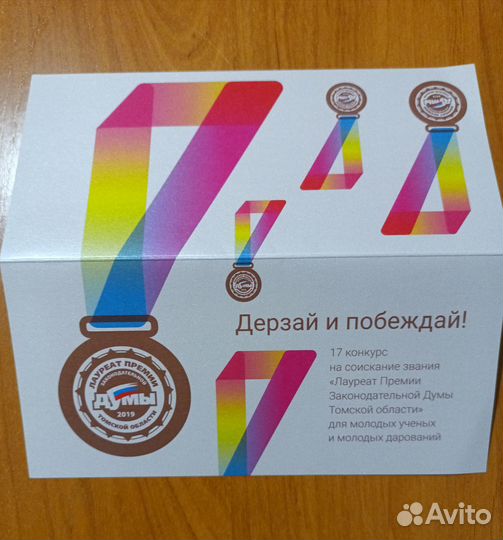 Дерзай и побеждай!
17 конкурс
на соискание звания
«Лауреат Премии
Законодательной Думы
Томской области»
для молодых ученых
и молодых дарований
ЛАУРЕАТ ПРЕМИИ
ЗАКОНОДАТЕЛЬНОЙ
ДУМЫ
2019
ТОМСКОЙ ОБЛАСТИ
ДУМЫ
Avito